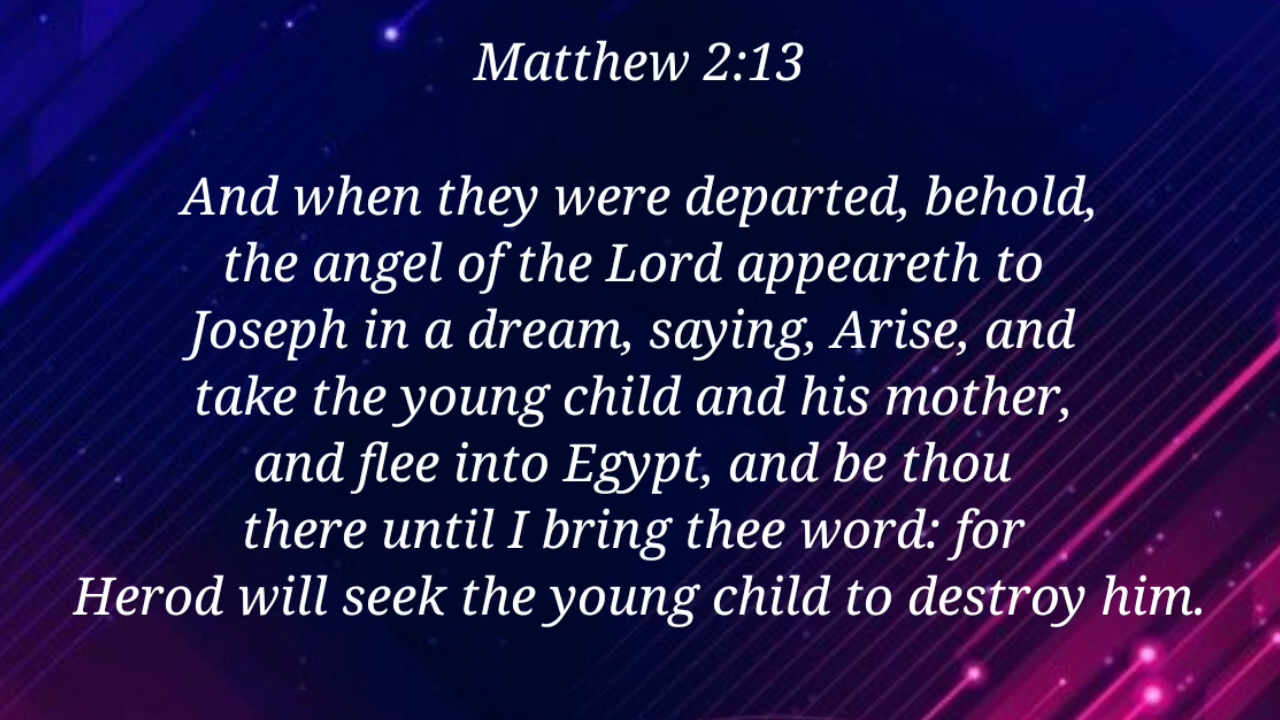 Matthew 2:13
And when they were departed, behold,
the angel of the Lord appeareth to
Joseph in a dream, saying, Arise, and
take the young child and his mother,
and flee into Egypt, and be thou
there until I bring thee word: for
Herod will seek the young child to destroy him.